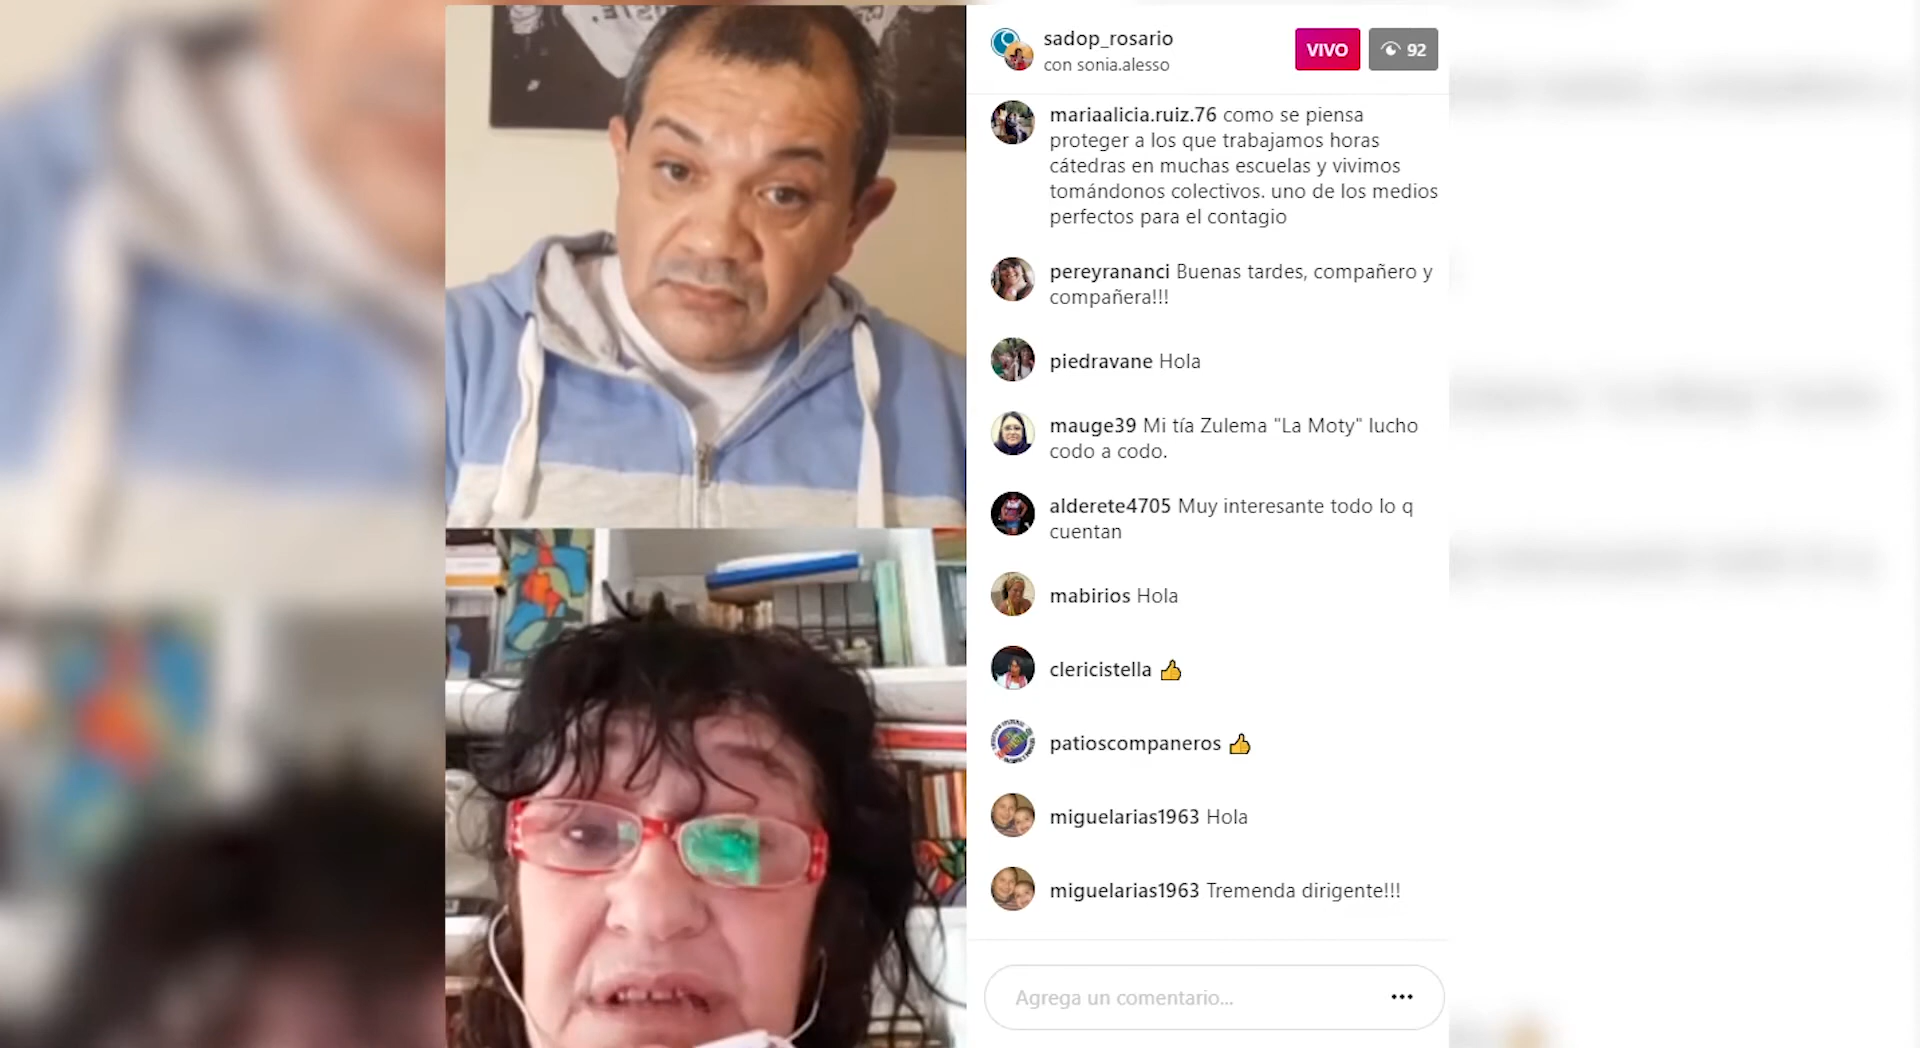 sadop_rosario
con sonia.alesso
VIVO
92
mariaalicia.ruiz.76 como se piensa
proteger a los que trabajamos horas
cátedras en muchas escuelas y vivimos
tomándonos colectivos. uno de los medios
perfectos para el contagio
pereyrananci Buenas tardes, compañero y
compañera!!!
piedravane Hola
mauge39 Mi tía Zulema "La Moty" lucho
codo a codo.
alderete4705 Muy interesante todo lo q
cuentan
mabirios Hola
clericistella 👍
patioscompaneros 👍
miguelarias1963 Hola
miguelarias1963 Tremenda dirigente!!!
Agrega un comentario...